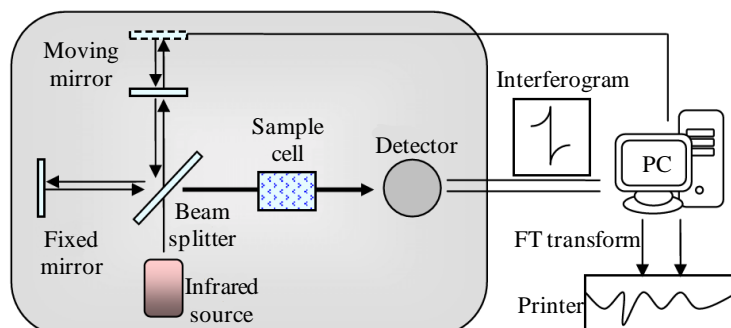 Moving
mirror
Interferogram
Sample
cell
Detector
PC
Beam
splitter
Fixed
mirror
FT transform
Infrared
source
Printer